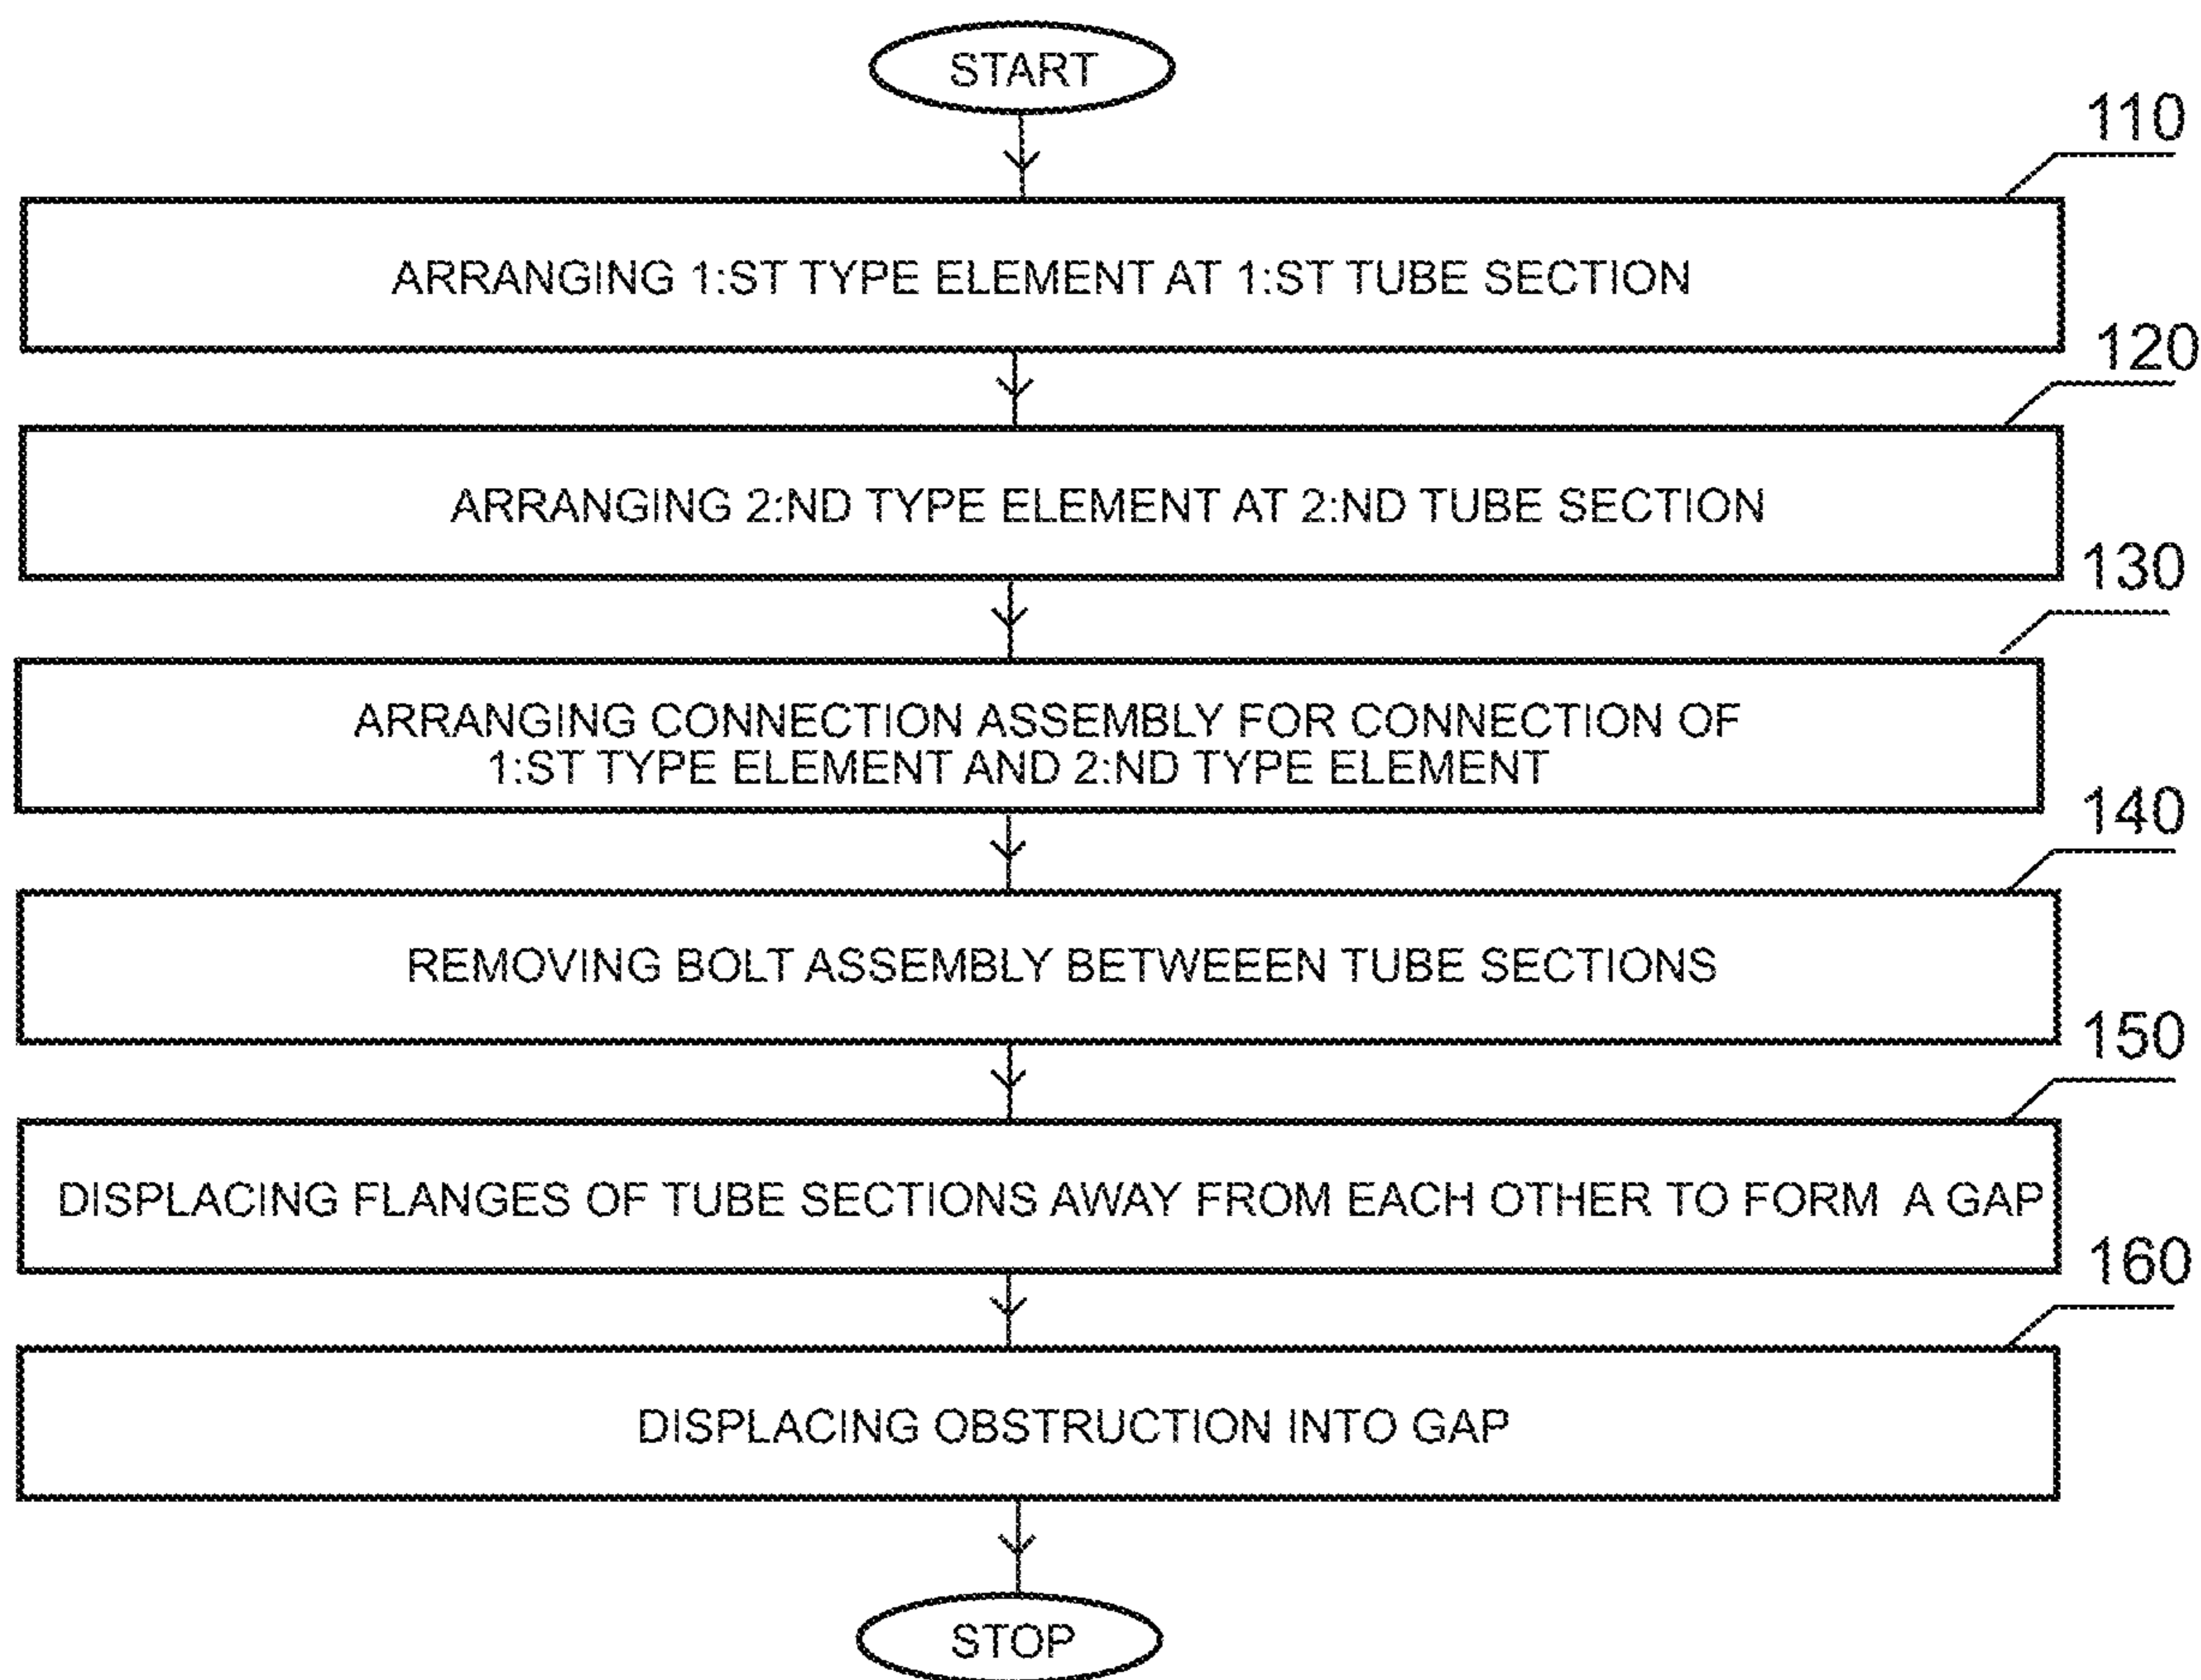 START
110
ARRANGING 1:ST TYPE ELEMENT AT 1:ST TUBE SECTION
120
ARRANGING 2:ND TYPE ELEMENT AT 2:ND TUBE SECTION
130
ARRANGING CONNECTION ASSEMBLY FOR CONNECTION OF
1:ST TYPE ELEMENT AND 2:ND TYPE ELEMENT
140
REMOVING BOLT ASSEMBLY BETWEEEN TUBE SECTIONS
150
DISPLACING FLANGES OF TUBE SECTIONS AWAY FROM EACH OTHER TO FORM A GAP
160
DISPLACING OBSTRUCTION INTO GAP
STOP